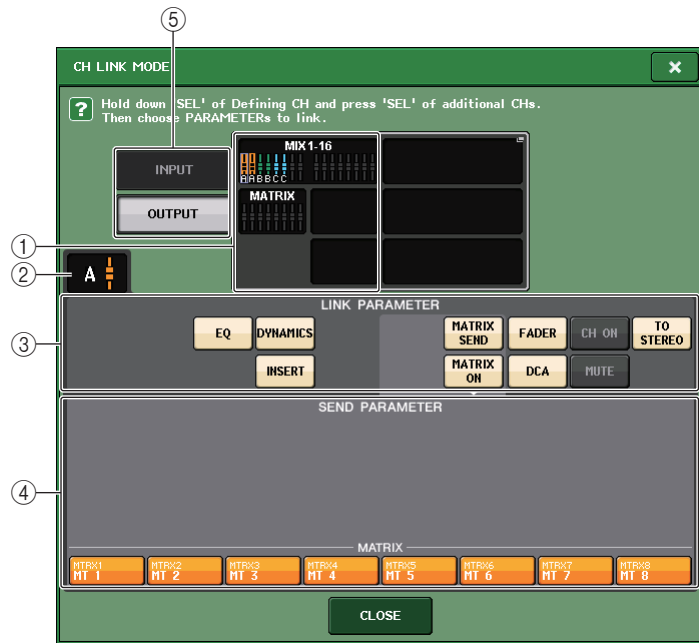 5
CH LINK MODE
×
? Hold down 'SEL' of Defining CH and press 'SEL' of additional CHs.
Then choose PARAMETERs to link.
INPUT
OUTPUT
MIX 1-16
AABBCC
MATRIX
1
2
A
LINK PARAMETER
3
EQ
DYNAMICS
MATRIX SEND
FADER
CH ON
TO STEREO
INSERT
MATRIX ON
DCA
MUTE
SEND PARAMETER
4
MATRIX
MTRX1 MTRX2 MTRX3 MTRX4 MTRX5 MTRX6 MTRX7 MTRX8
MT 1 MT 2 MT 3 MT 4 MT 5 MT 6 MT 7 MT 8
CLOSE